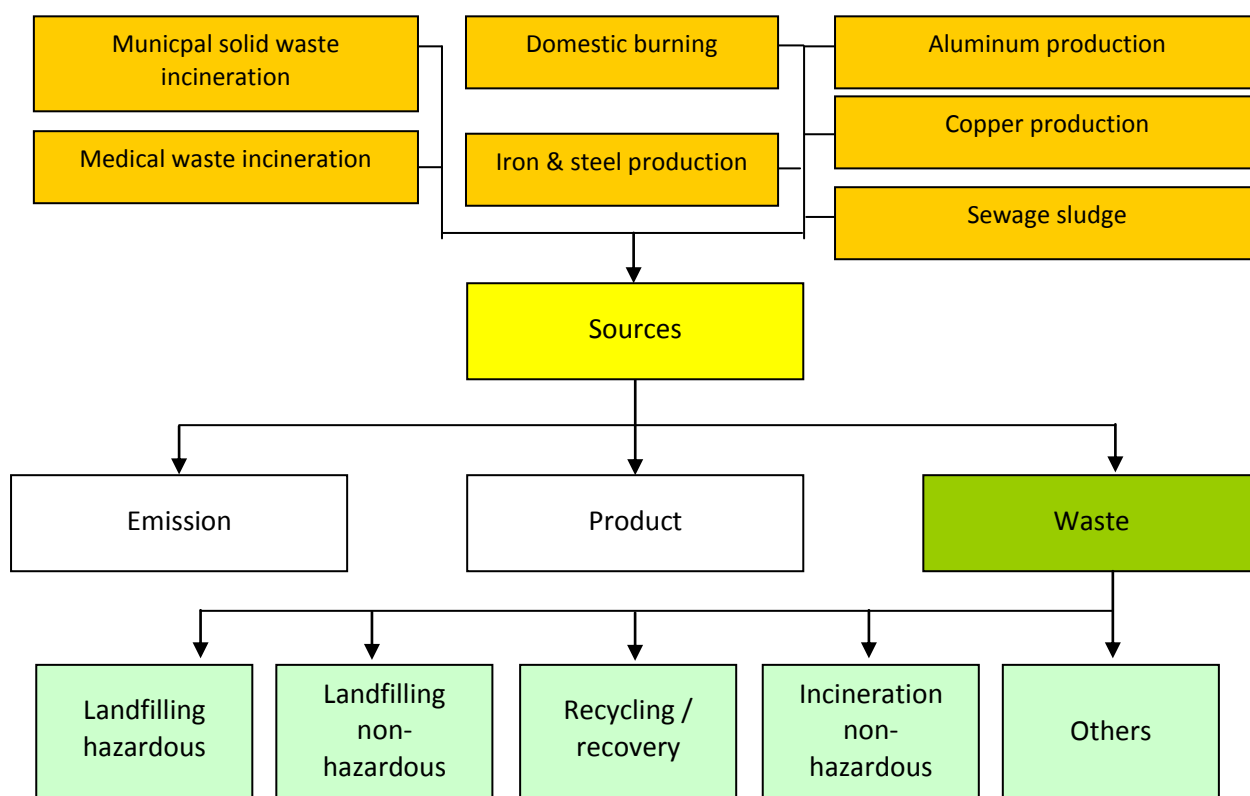 Municpal solid waste
incineration
Domestic burning
Aluminum production
Medical waste incineration
Iron & steel production
Copper production
Sewage sludge
Sources
Emission
Product
Waste
Landfilling
hazardous
Landfilling
non-
hazardous
Recycling /
recovery
Incineration
non-
hazardous
Others